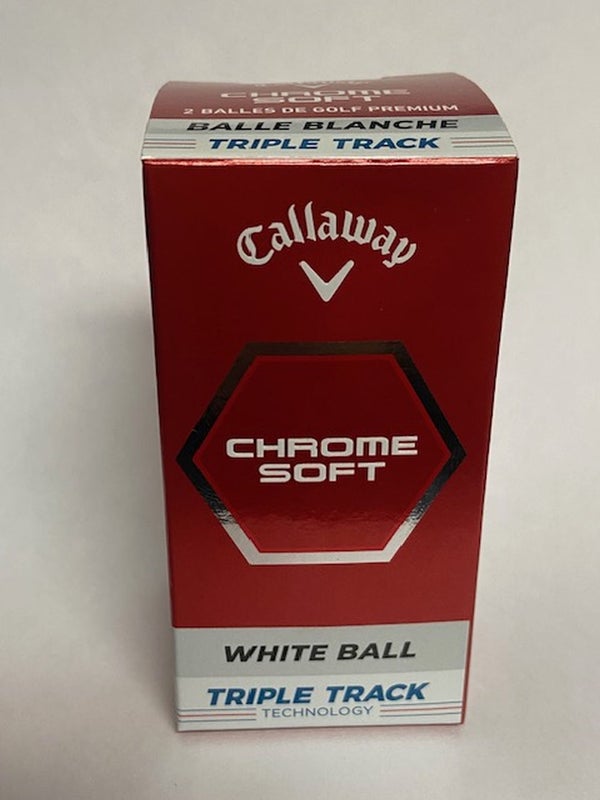 CHROME
SOFT
2 BALLES DE GOLF PREMIUM
BALLE BLANCHE
TRIPLE TRACK
Callaway
CHROME
SOFT
WHITE BALL
TRIPLE TRACK
TECHNOLOGY